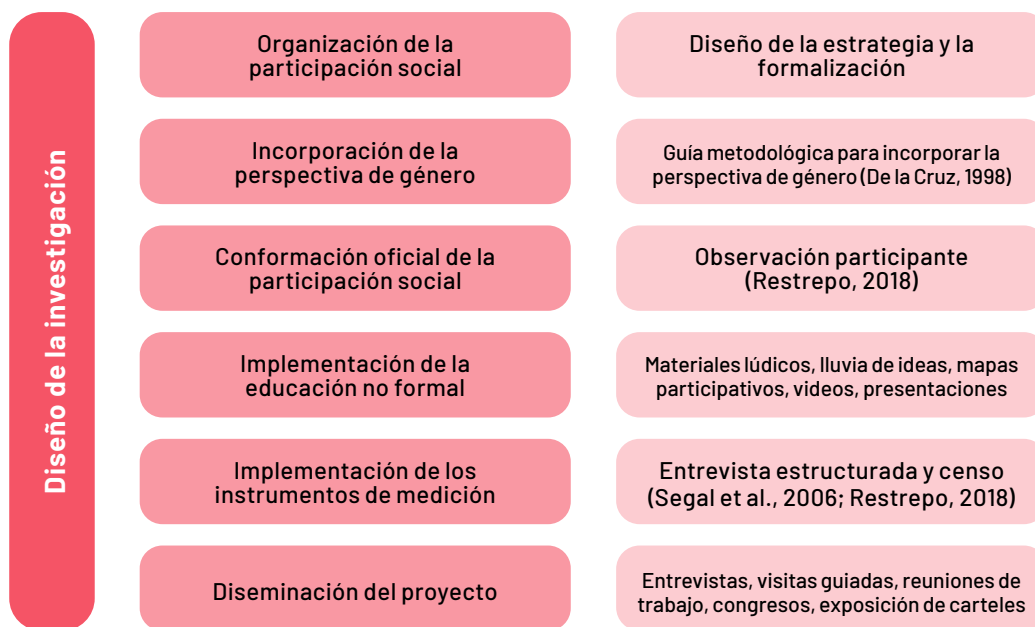 Diseño de la investigación
Organización de la
participación social
Diseño de la estrategia y la
formalización
Incorporación de la
perspectiva de género
Guía metodológica para incorporar la
perspectiva de género (De la Cruz, 1998)
Conformación oficial de la
participación social
Observación participante
(Restrepo, 2018)
Implementación de la
educación no formal
Materiales lúdicos, lluvia de ideas, mapas
participativos, videos, presentaciones
Implementación de los
instrumentos de medición
Entrevista estructurada y censo
(Segal et al., 2006; Restrepo, 2018)
Diseminación del proyecto
Entrevistas, visitas guiadas, reuniones de
trabajo, congresos, exposición de carteles